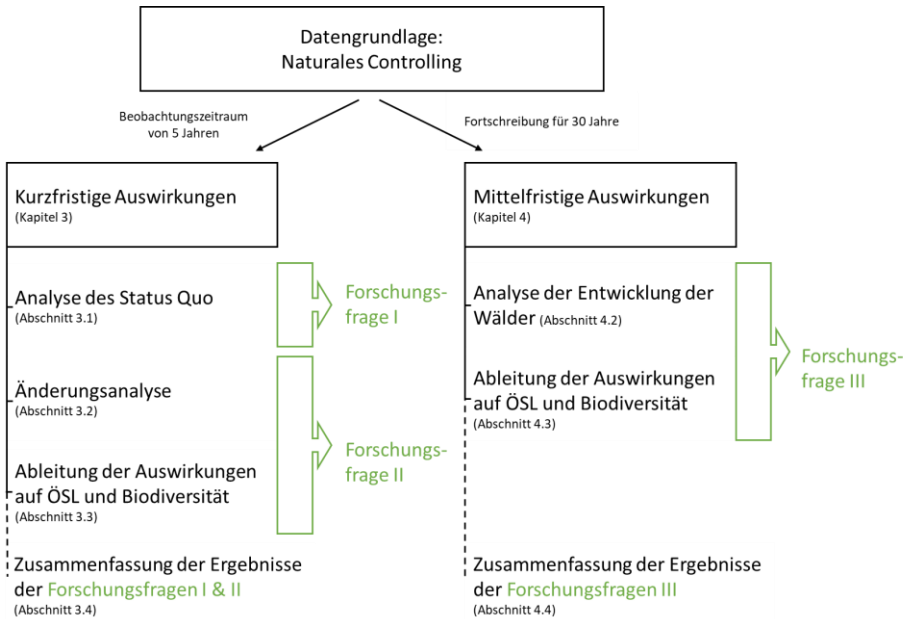 Datengrundlage:
Naturales Controlling
Beobachtungszeitraum
von 5 Jahren
Fortschreibung für 30 Jahre
Kurzfristige Auswirkungen
(Kapitel 3)
Analyse des Status Quo
(Abschnitt 3.1)
Forschungs-
frage I
Änderungsanalyse
(Abschnitt 3.2)
Ableitung der Auswirkungen
auf ÖSL und Biodiversität
(Abschnitt 3.3)
Forschungs-
frage II
Zusammenfassung der Ergebnisse
der Forschungsfragen I & II
(Abschnitt 3.4)
Mittelfristige Auswirkungen
(Kapitel 4)
Analyse der Entwicklung der
Wälder (Abschnitt 4.2)
Ableitung der Auswirkungen
auf ÖSL und Biodiversität
(Abschnitt 4.3)
Forschungs-
frage III
Zusammenfassung der Ergebnisse
der Forschungsfragen III
(Abschnitt 4.4)